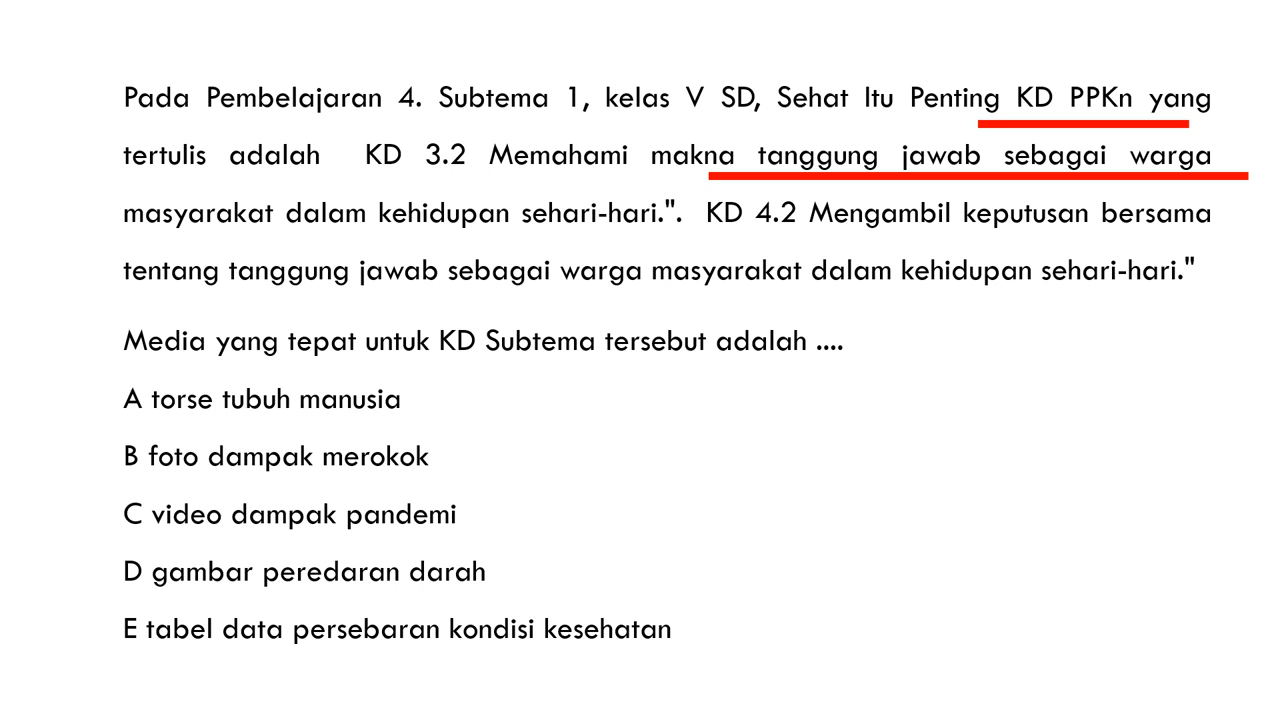 Pada Pembelajaran 4. Subtema 1, kelas V SD, Sehat Itu Penting KD PPKn yang
tertulis adalah KD 3.2 Memahami makna tanggung jawab sebagai warga
masyarakat dalam kehidupan sehari-hari.". KD 4.2 Mengambil keputusan bersama
tentang tanggung jawab sebagai warga masyarakat dalam kehidupan sehari-hari."
Media yang tepat untuk KD Subtema tersebut adalah ....
A torse tubuh manusia
B foto dampak merokok
C video dampak pandemi
D gambar peredaran darah
E tabel data persebaran kondisi kesehatan